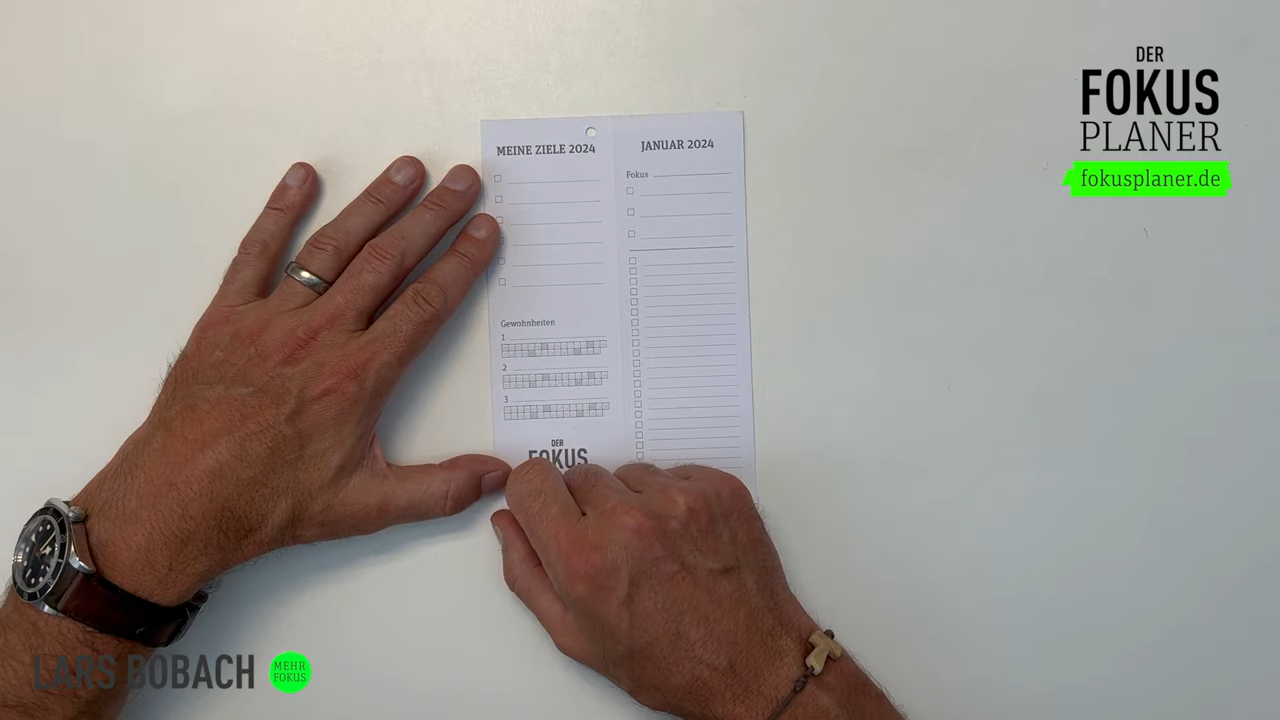 DER
FOKUS
PLANER
fokusplaner.de
MEINE ZIELE 2024
Gewohnheiten
1
2
3
DER
FOKUS
JANUAR 2024
Fokus
LARS BOBACH
MEHR
FOKUS